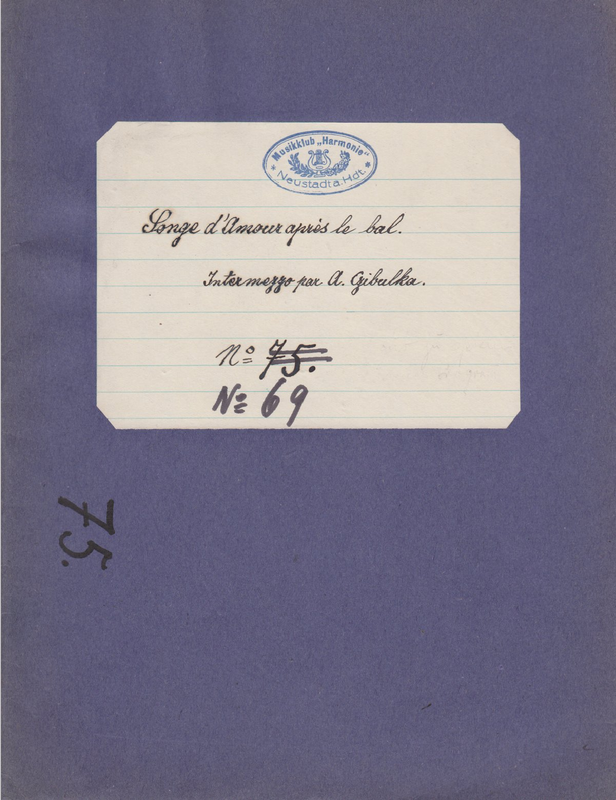 Musikklub „Harmonie"
* Neustadt a. Hdt. *
Songe d'Amour après le bal.
Intermezzo par A. Czibulka.
No 75.
No 69
75.